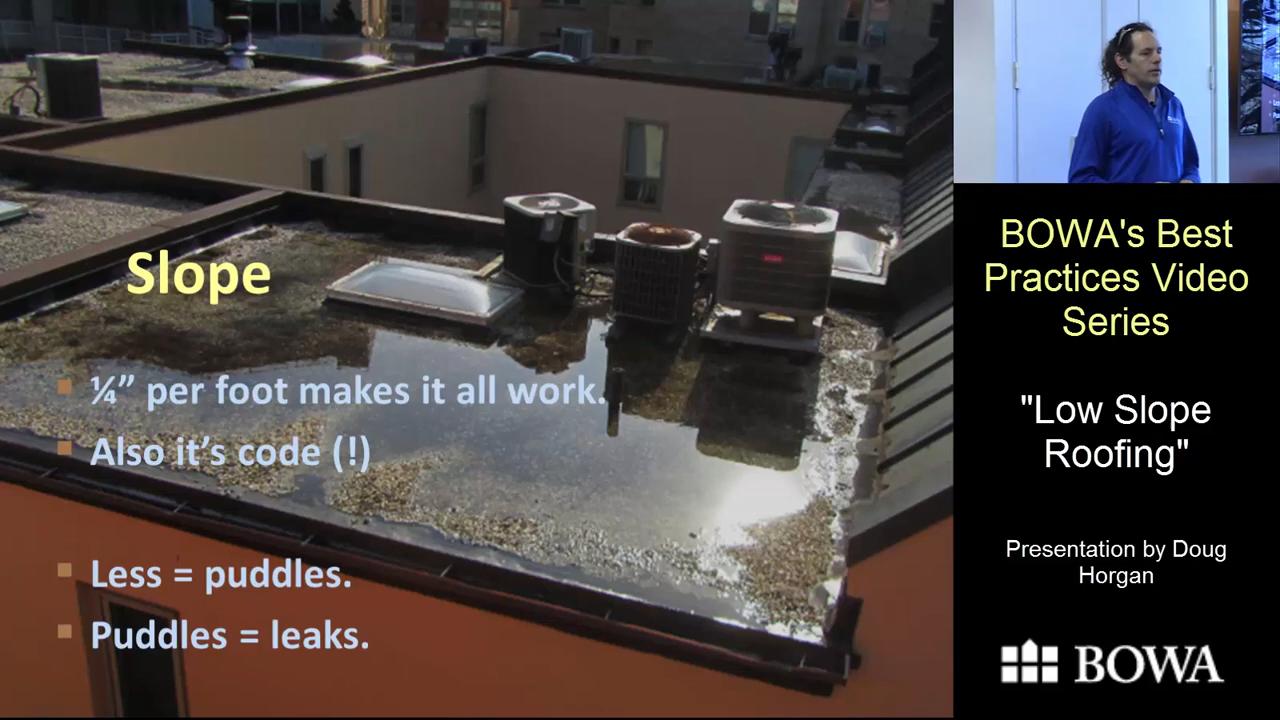 Slope
¼” per foot makes it all work.
Also it’s code (!)
Less = puddles.
Puddles = leaks.
BOWA's Best
Practices Video
Series
"Low Slope
Roofing"
Presentation by Doug
Horgan
BOWA